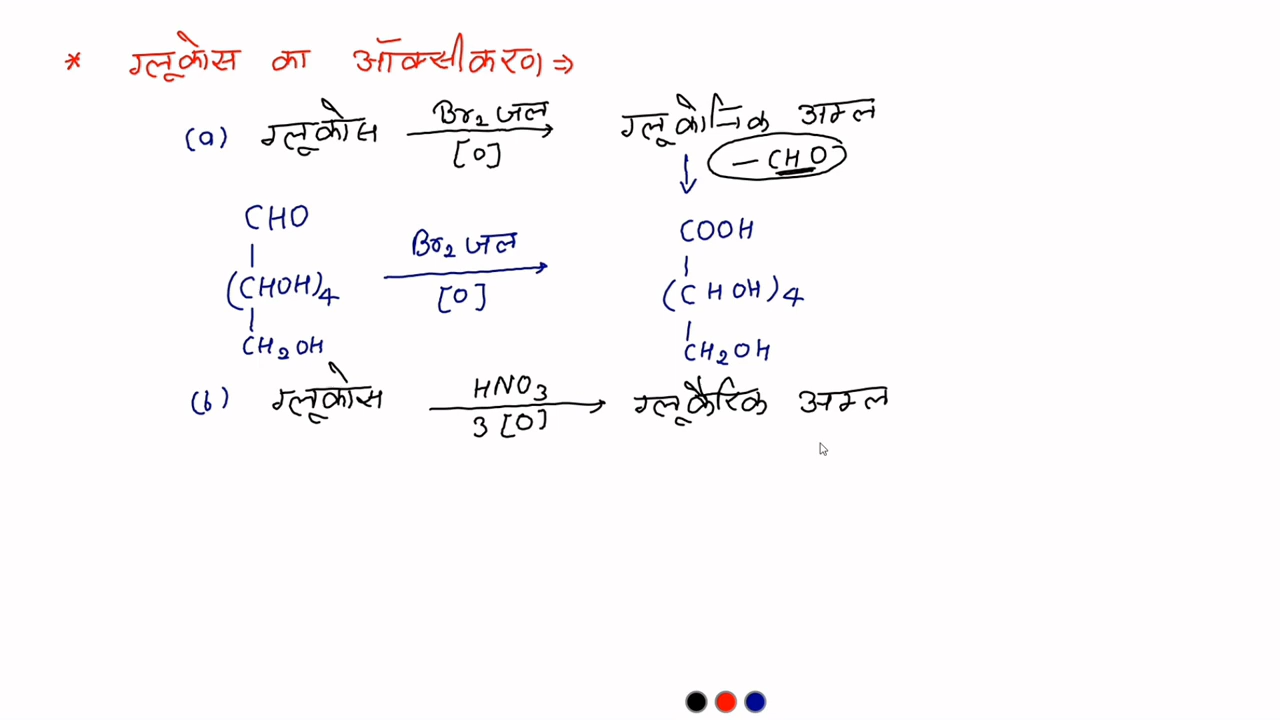 * ग्लूकोस का ऑक्सीकरण ⇒
(a) ग्लूकोस Br₂ जल [O] → ग्लूकोनिक अम्ल
↓ — CHO
CHO Br₂ जल [O] → COOH
(CHOH)₄ (CHOH)₄
CH₂OH CH₂OH
(b) ग्लूकोस HNO₃ 3[O] → ग्लूकैरिक अम्ल